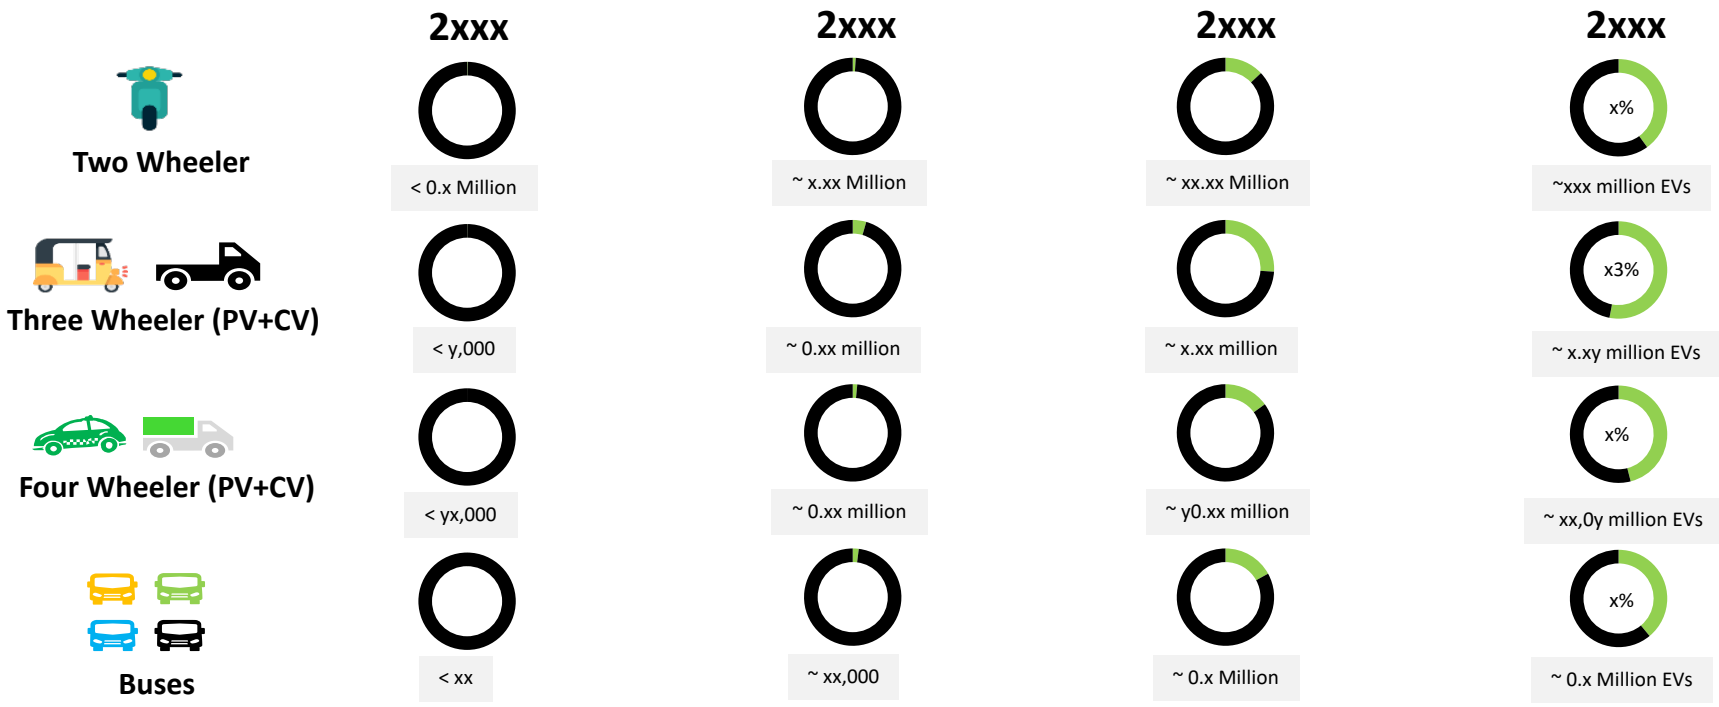 2xxx 2xxx 2xxx 2xxx
x%
Two Wheeler
< 0.x Million ~ x.xx Million ~ xx.xx Million ~xxx million EVs
x3%
Three Wheeler (PV+CV)
< y,000 ~ 0.xx million ~ x.xx million ~ x.xy million EVs
x%
Four Wheeler (PV+CV)
< yx,000 ~ 0.xx million ~ y0.xx million ~ xx,0y million EVs
x%
Buses
< xx ~ xx,000 ~ 0.x Million ~ 0.x Million EVs